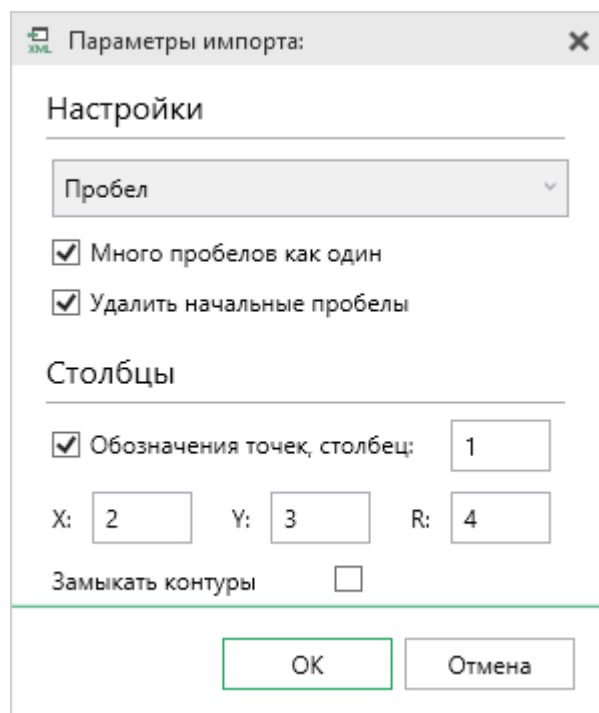 XML Параметры импорта:
Настройки
Пробел
Много пробелов как один
Удалить начальные пробелы
Столбцы
Обозначения точек, столбец: 1
X: 2 Y: 3 R: 4
Замыкать контуры
ОК Отмена